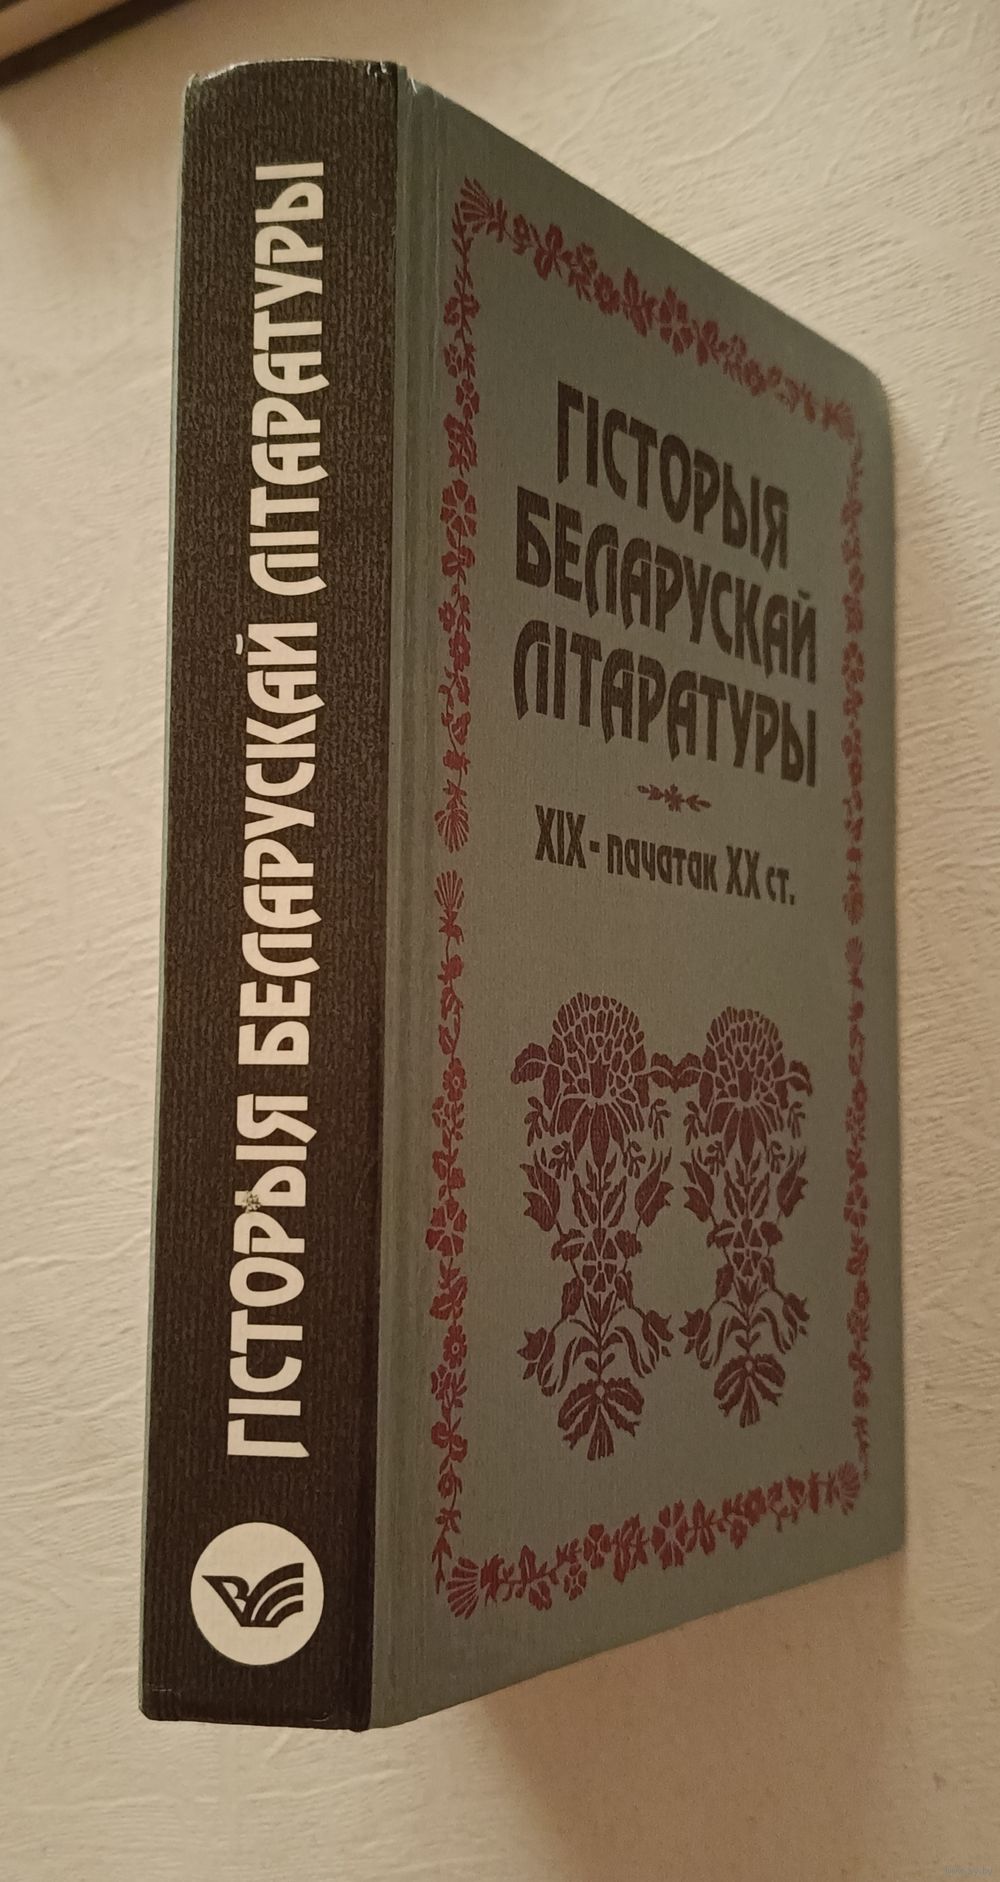 ГІСТОРЫЯ БЕЛАРУСКАЙ ЛІТАРАТУРЫ
ГІСТОРЫЯ
БЕЛАРУСКАЙ
ЛІТАРАТУРЫ
XIX - пачатак XX ст.